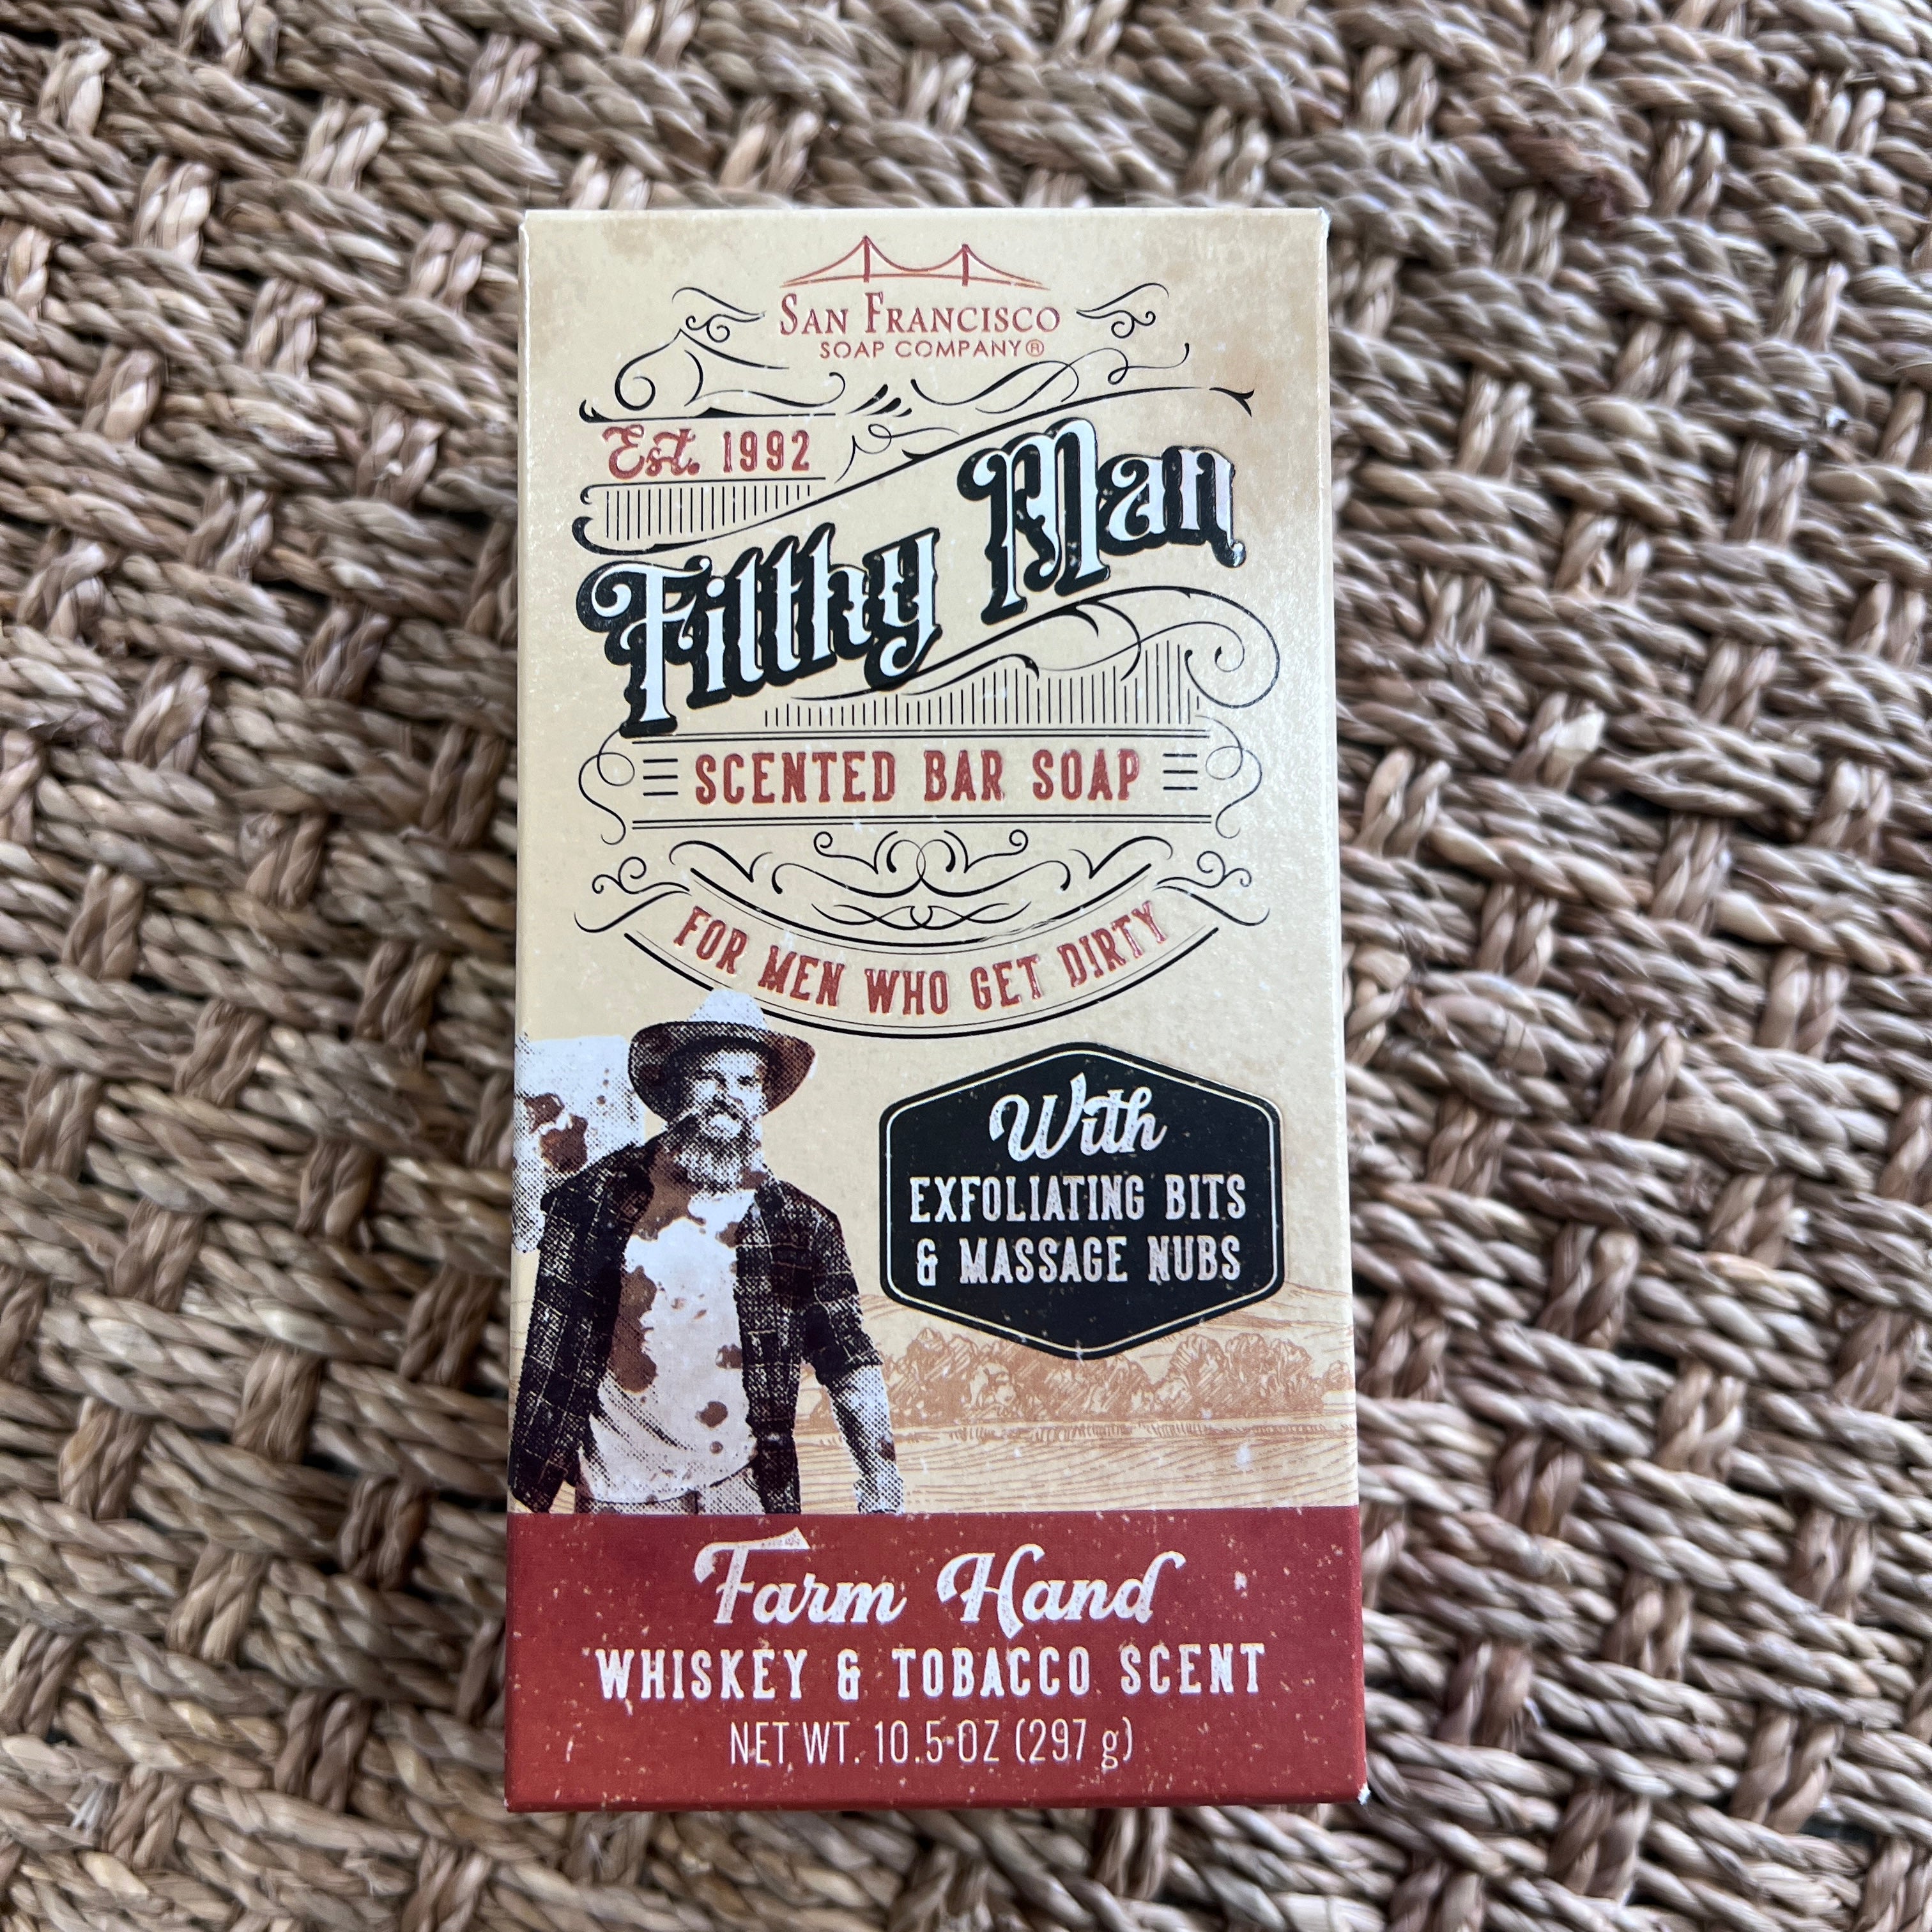 San Francisco
SOAP COMPANY®
Est. 1992
Filthy Man
SCENTED BAR SOAP
FOR MEN WHO GET DIRTY
With
EXFOLIATING BITS
& MASSAGE NUBS
Farm Hand
WHISKEY & TOBACCO SCENT
NET WT. 10.5 OZ (297 g)